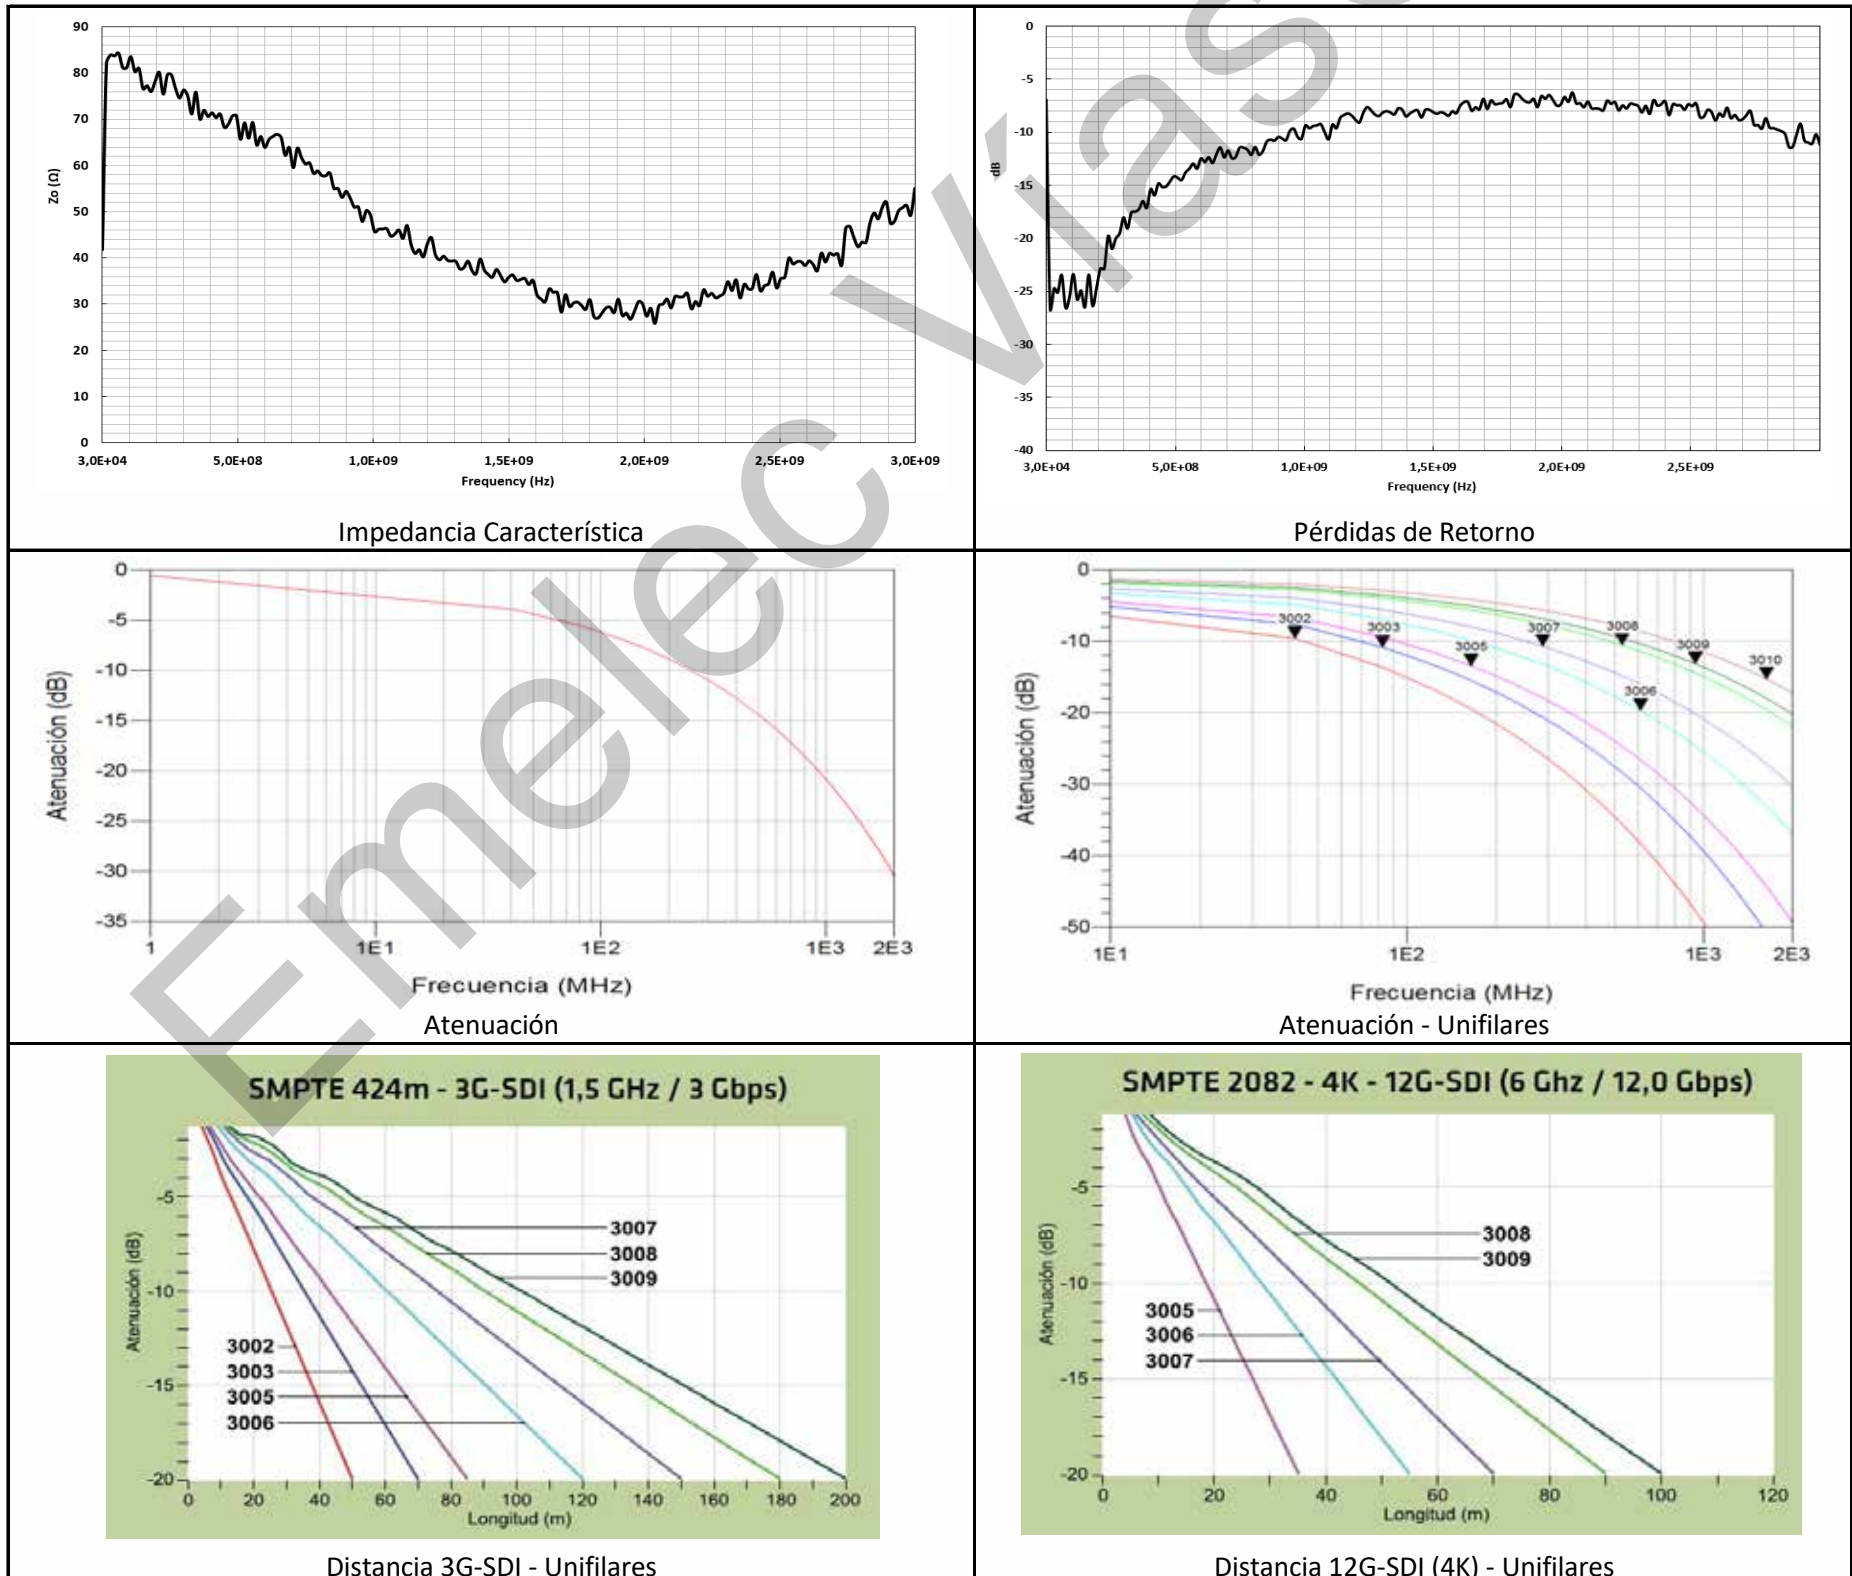 90
80
70
60
50
40
30
20
10
0
Zo (Ω)
3,0E+04 5,0E+08 1,0E+09 1,5E+09 2,0E+09 2,5E+09 3,0E+09
Frequency (Hz)
Impedancia Característica
0
-5
-10
-15
-20
-25
-30
-35
-40
dB
3,0E+04 5,0E+08 1,0E+09 1,5E+09 2,0E+09 2,5E+09
Frequency (Hz)
Pérdidas de Retorno
0
-5
-10
-15
-20
-25
-30
-35
Atenuación (dB)
1 1E1 1E2 1E3 2E3
Frecuencia (MHz)
Atenuación
0
-10
-20
-30
-40
-50
Atenuación (dB)
3002 3003 3005 3007 3008 3009 3010
3006
1E1 1E2 1E3 2E3
Frecuencia (MHz)
Atenuación - Unifilares
SMPTE 424m - 3G-SDI (1,5 GHz / 3 Gbps)
-5
-10
-15
-20
Atenuación (dB)
3007
3008
3009
3002
3003
3005
3006
0 20 40 60 80 100 120 140 160 180 200
Longitud (m)
Distancia 3G-SDI - Unifilares
SMPTE 2082 - 4K - 12G-SDI (6 Ghz / 12,0 Gbps)
-5
-10
-15
-20
Atenuación (dB)
3008
3009
3005
3006
3007
0 20 40 60 80 100 120
Longitud (m)
Distancia 12G-SDI (4K) - Unifilares
Emelec Vías